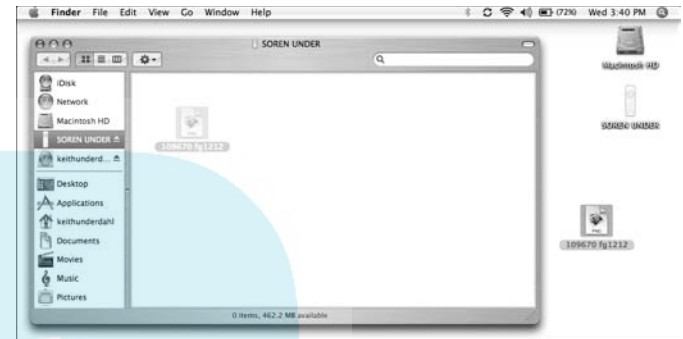 Finder File Edit View Go Window Help
(72%) Wed 3:40 PM
SOREN UNDER
iDisk
Network
Macintosh HD
SOREN UNDER
keithunderd...
Desktop
Applications
keithunderdahl
Documents
Movies
Music
Pictures
109670 fg1212
0 items, 462.2 MB available
Macintosh HD
SOREN UNDER
PNG
109670 fg1212